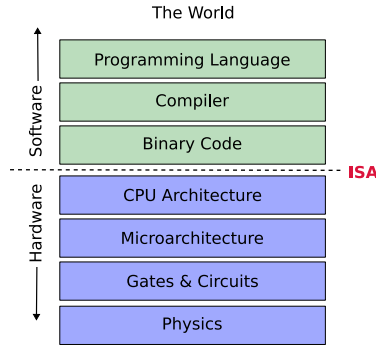 The World
Software
Programming Language
Compiler
Binary Code
ISA
Hardware
CPU Architecture
Microarchitecture
Gates & Circuits
Physics